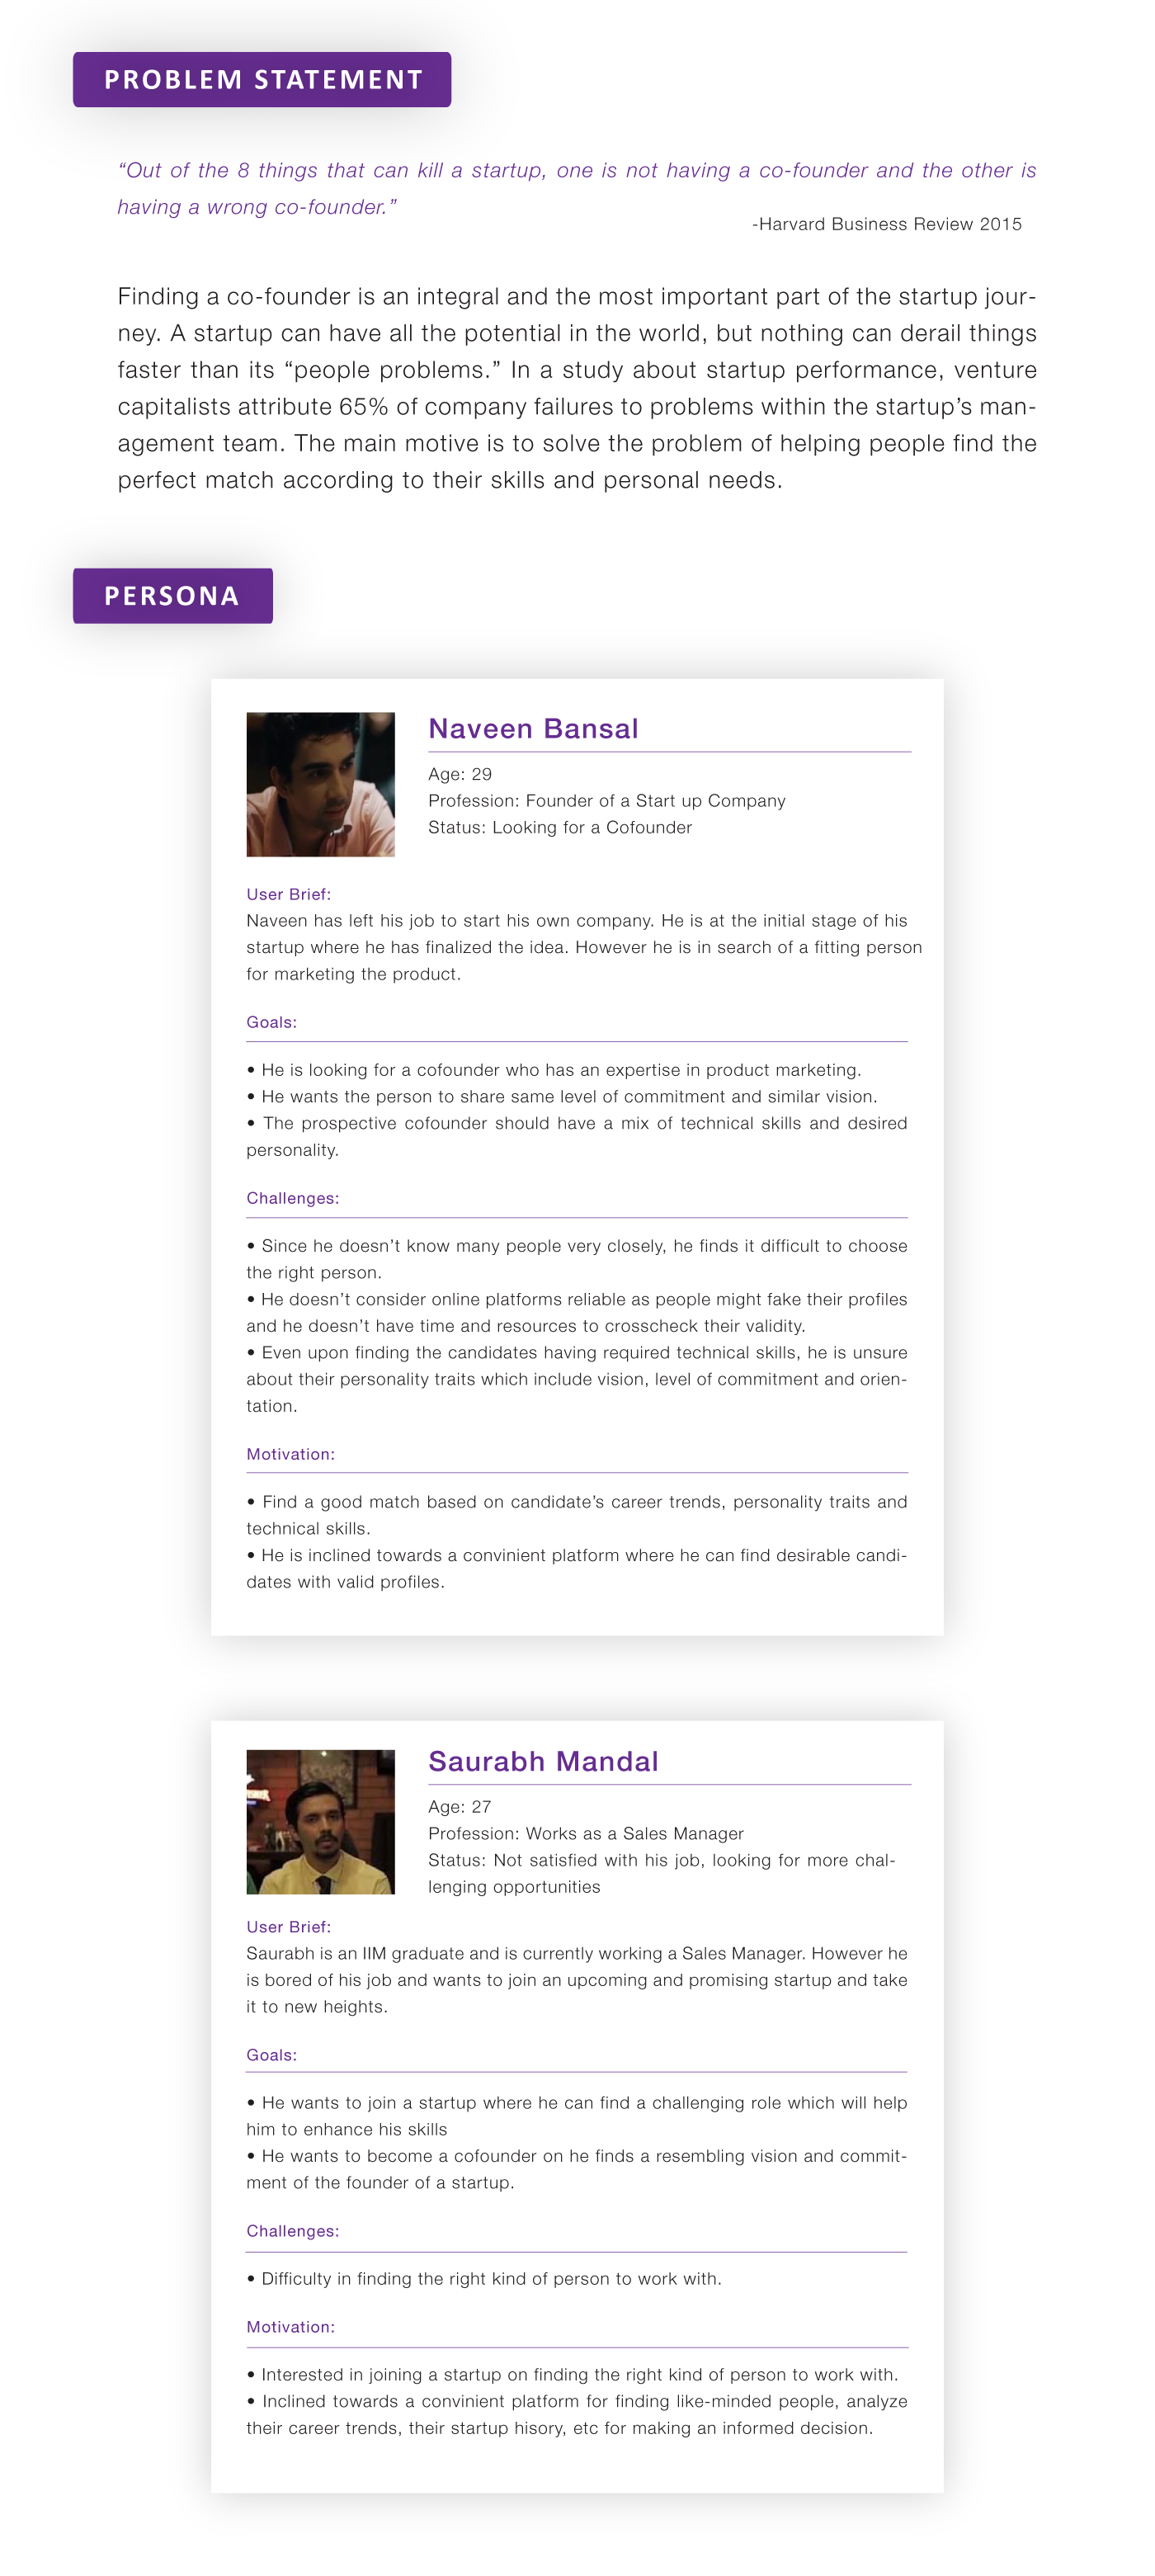 PROBLEM STATEMENT
“Out of the 8 things that can kill a startup, one is not having a co-founder and the other is
having a wrong co-founder.”
-Harvard Business Review 2015
Finding a co-founder is an integral and the most important part of the startup jour-
ney. A startup can have all the potential in the world, but nothing can derail things
faster than its “people problems.” In a study about startup performance, venture
capitalists attribute 65% of company failures to problems within the startup’s man-
agement team. The main motive is to solve the problem of helping people find the
perfect match according to their skills and personal needs.
PERSONA
Naveen Bansal
Age: 29
Profession: Founder of a Start up Company
Status: Looking for a Cofounder
User Brief:
Naveen has left his job to start his own company. He is at the initial stage of his
startup where he has finalized the idea. However he is in search of a fitting person
for marketing the product.
Goals:
• He is looking for a cofounder who has an expertise in product marketing.
• He wants the person to share same level of commitment and similar vision.
• The prospective cofounder should have a mix of technical skills and desired
personality.
Challenges:
• Since he doesn’t know many people very closely, he finds it difficult to choose
the right person.
• He doesn’t consider online platforms reliable as people might fake their profiles
and he doesn’t have time and resources to crosscheck their validity.
• Even upon finding the candidates having required technical skills, he is unsure
about their personality traits which include vision, level of commitment and orien-
tation.
Motivation:
• Find a good match based on candidate’s career trends, personality traits and
technical skills.
• He is inclined towards a convinient platform where he can find desirable candi-
dates with valid profiles.
Saurabh Mandal
Age: 27
Profession: Works as a Sales Manager
Status: Not satisfied with his job, looking for more chal-
lenging opportunities
User Brief:
Saurabh is an IIM graduate and is currently working a Sales Manager. However he
is bored of his job and wants to join an upcoming and promising startup and take
it to new heights.
Goals:
• He wants to join a startup where he can find a challenging role which will help
him to enhance his skills
• He wants to become a cofounder on he finds a resembling vision and commit-
ment of the founder of a startup.
Challenges:
• Difficulty in finding the right kind of person to work with.
Motivation:
• Interested in joining a startup on finding the right kind of person to work with.
• Inclined towards a convinient platform for finding like-minded people, analyze
their career trends, their startup hisory, etc for making an informed decision.